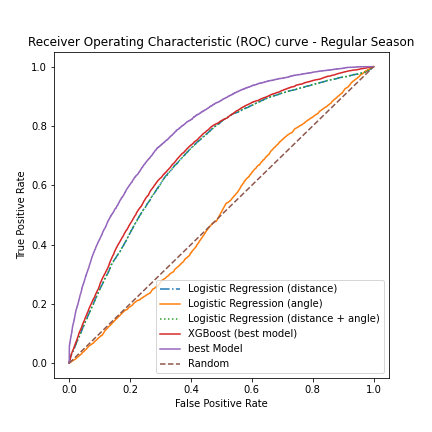 Receiver Operating Characteristic (ROC) curve - Regular Season
1.0
0.8
0.6
0.4
0.2
0.0
True Positive Rate
Logistic Regression (distance)
Logistic Regression (angle)
Logistic Regression (distance + angle)
XGBoost (best model)
best Model
Random
0.0 0.2 0.4 0.6 0.8 1.0
False Positive Rate